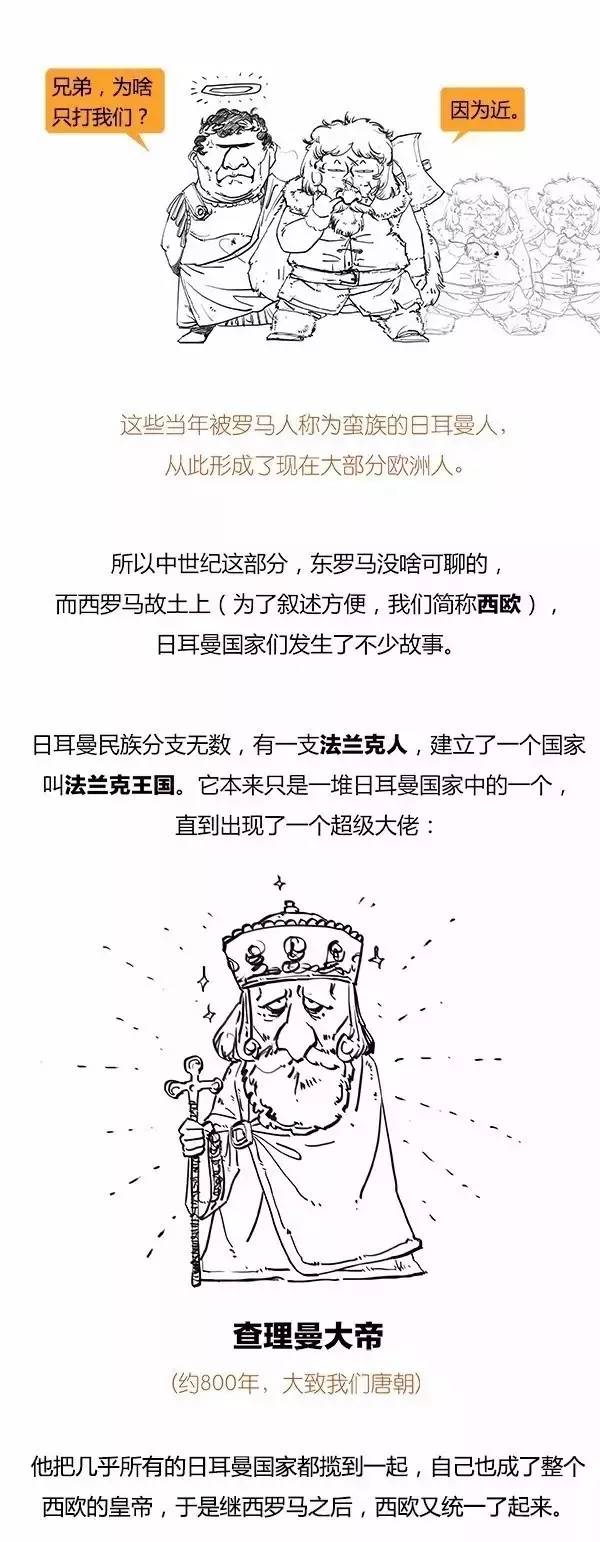 兄弟，为啥
只打我们？
因为近。
这些当年被罗马人称为蛮族的日耳曼人，
从此形成了现在大部分欧洲人。
所以中世纪这部分，东罗马没啥可聊的，
而西罗马故土上（为了叙述方便，我们简称西欧），
日耳曼国家们发生了不少故事。
日耳曼民族分支无数，有一支法兰克人，建立了一个国家
叫法兰克王国。它本来只是一堆日耳曼国家中的一个，
直到出现了一个超级大佬：
查理曼大帝
(约800年，大致我们唐朝)
他把几乎所有的日耳曼国家都揽到一起，自己也成了整个
西欧的皇帝，于是继西罗马之后，西欧又统一了起来。